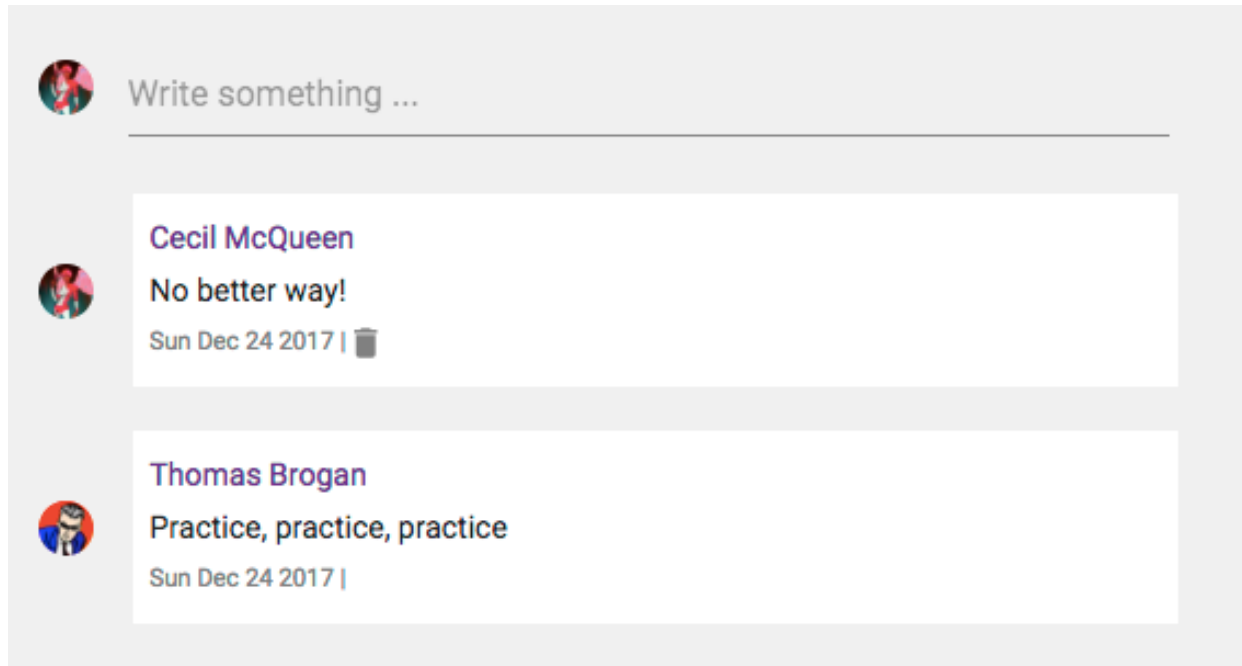 Write something ...
Cecil McQueen
No better way!
Sun Dec 24 2017 |
Thomas Brogan
Practice, practice, practice
Sun Dec 24 2017 |